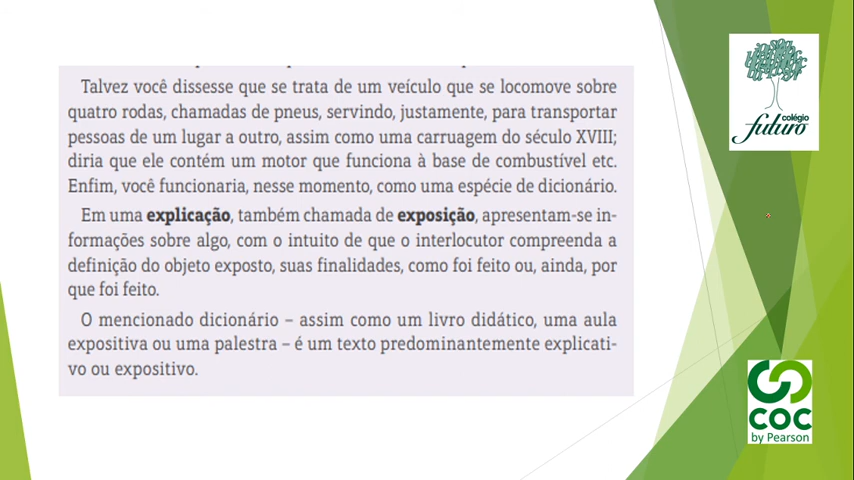 Talvez você dissesse que se trata de um veículo que se locomove sobre
quatro rodas, chamadas de pneus, servindo, justamente, para transportar
pessoas de um lugar a outro, assim como uma carruagem do século XVIII;
diria que ele contém um motor que funciona à base de combustível etc.
Enfim, você funcionaria, nesse momento, como uma espécie de dicionário.
Em uma explicação, também chamada de exposição, apresentam-se in-
formações sobre algo, com o intuito de que o interlocutor compreenda a
definição do objeto exposto, suas finalidades, como foi feito ou, ainda, por
que foi feito.
O mencionado dicionário – assim como um livro didático, uma aula
expositiva ou uma palestra – é um texto predominantemente explicati-
vo ou expositivo.
colégio
futuro
COC
by Pearson